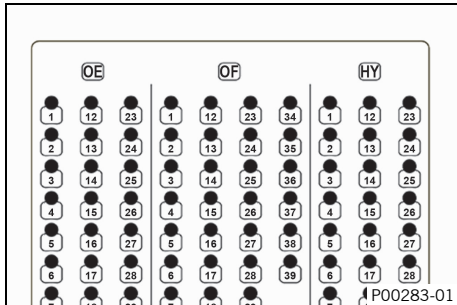 OE OF HY
1 12 23 1 12 23 34 1 12 23
2 13 24 2 13 24 35 2 13 24
3 14 25 3 14 25 36 3 14 25
4 15 26 4 15 26 37 4 15 26
5 16 27 5 16 27 38 5 16 27
6 17 28 6 17 28 39 6 17 28
P00283-01